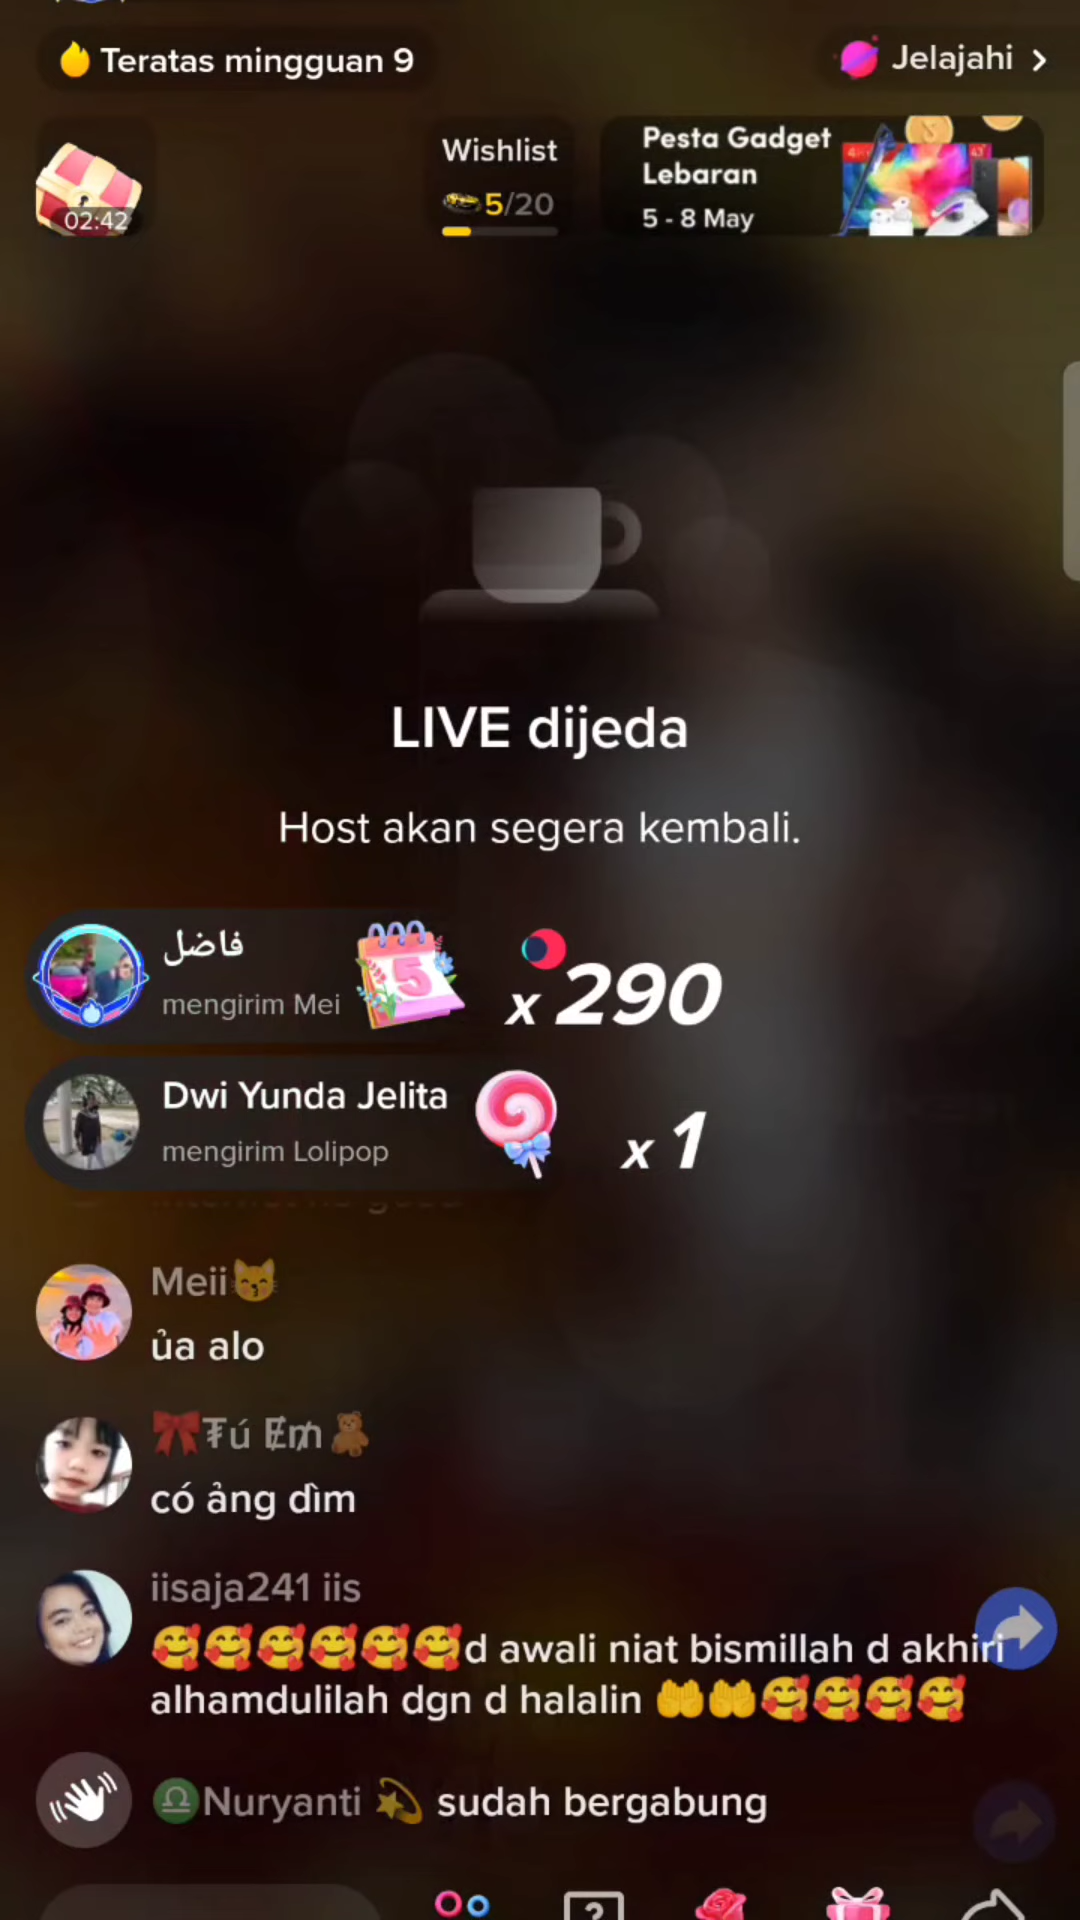 Teratas mingguan 9
Jelajahi
Wishlist
5/20
Pesta Gadget
Lebaran
5 - 8 May
02:42
LIVE dijeda
Host akan segera kembali.
فاضل
mengirim Mei
5
x 290
Dwi Yunda Jelita
mengirim Lolipop
x 1
Meii😽
ủa alo
🎀₮ú Ɇ₥🧸
có ảng dìm
iisaja241 iis
🥰🥰🥰🥰🥰🥰d awali niat bismillah d akhiri
alhamdulilah dgn d halalin 🤲🤲🥰🥰🥰🥰
♎Nuryanti 💫 sudah bergabung